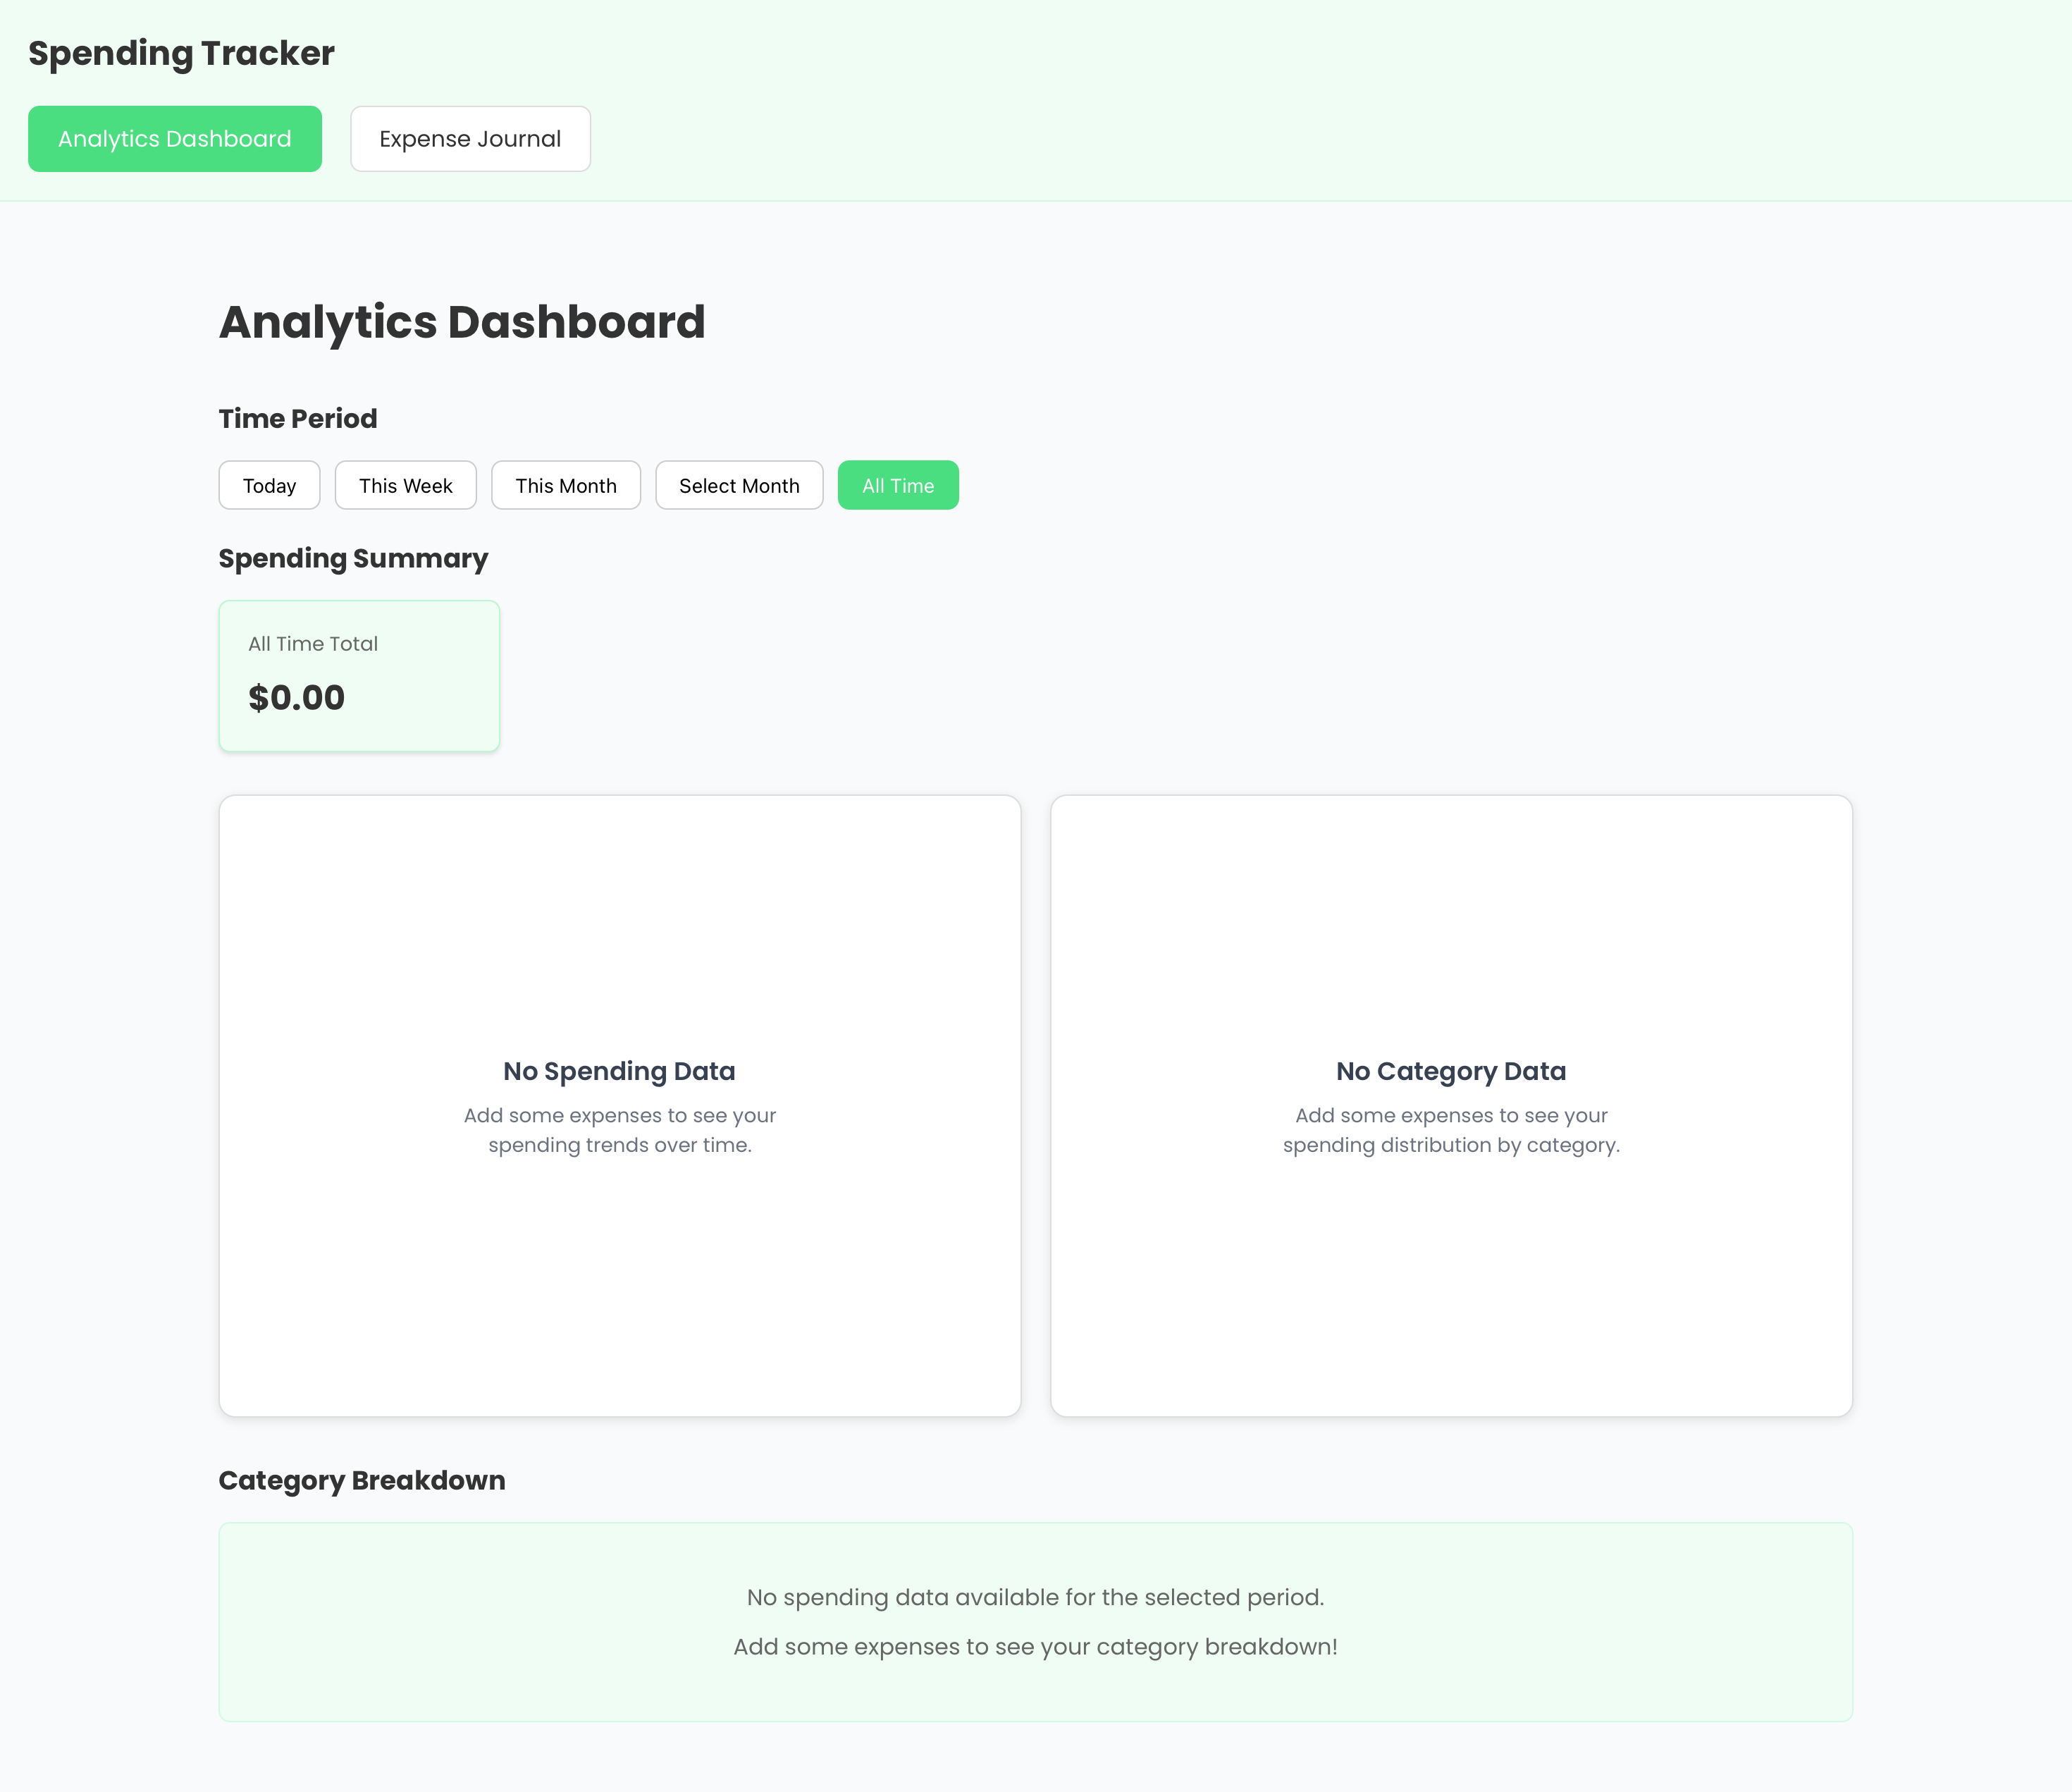 Spending Tracker
Analytics Dashboard
Expense Journal
Analytics Dashboard
Time Period
Today
This Week
This Month
Select Month
All Time
Spending Summary
All Time Total
$0.00
No Spending Data
Add some expenses to see your
spending trends over time.
No Category Data
Add some expenses to see your
spending distribution by category.
Category Breakdown
No spending data available for the selected period.
Add some expenses to see your category breakdown!